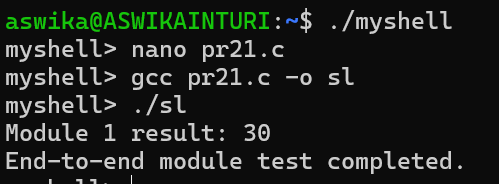 aswika@ASWIKAINTURI:~$ ./myshell
myshell> nano pr21.c
myshell> gcc pr21.c -o sl
myshell> ./sl
Module 1 result: 30
End-to-end module test completed.